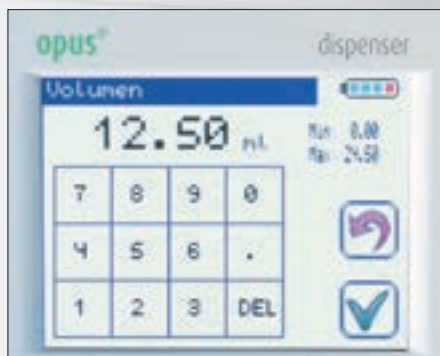 opus® dispenser
Volumen
12.50 ml
Min 0.00
Max 24.50
7 8 9 0
4 5 6 .
1 2 3 DEL